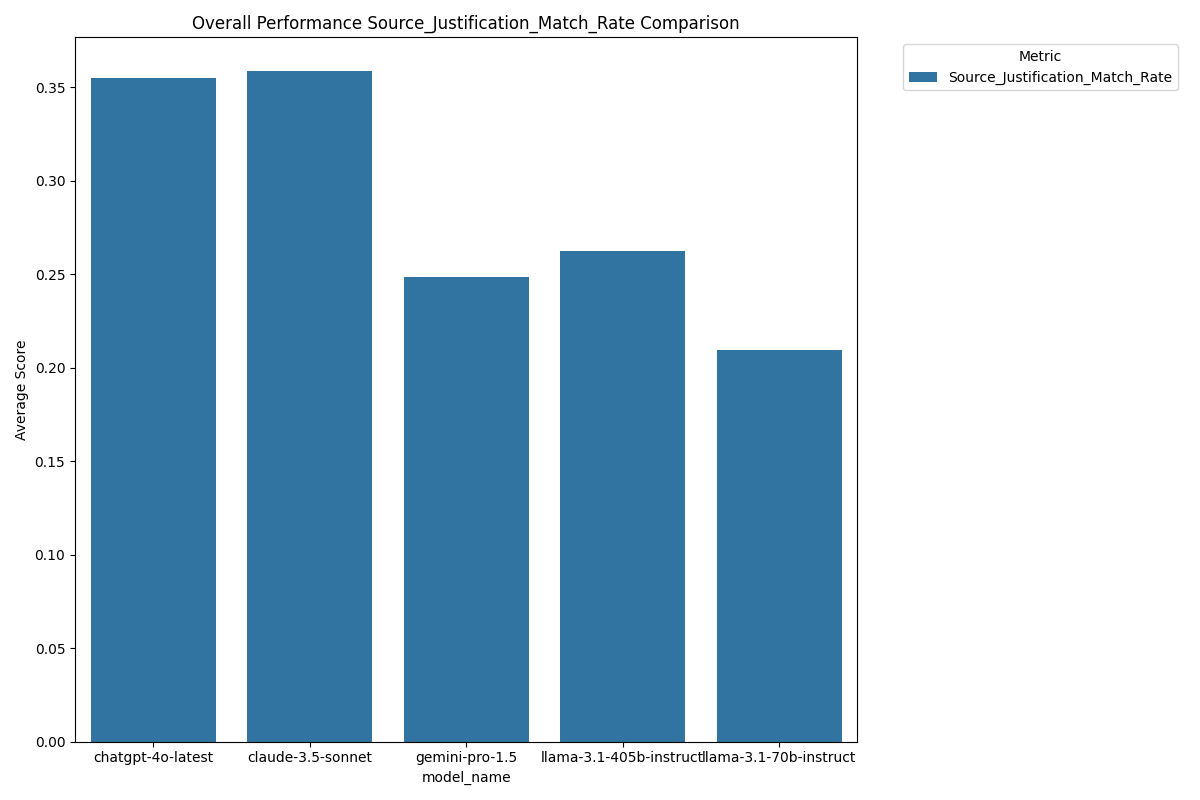 Overall Performance Source_Justification_Match_Rate Comparison
Metric
Source_Justification_Match_Rate
Average Score
0.35
0.30
0.25
0.20
0.15
0.10
0.05
0.00
chatgpt-4o-latest
claude-3.5-sonnet
gemini-pro-1.5
llama-3.1-405b-instruct
llama-3.1-70b-instruct
model_name